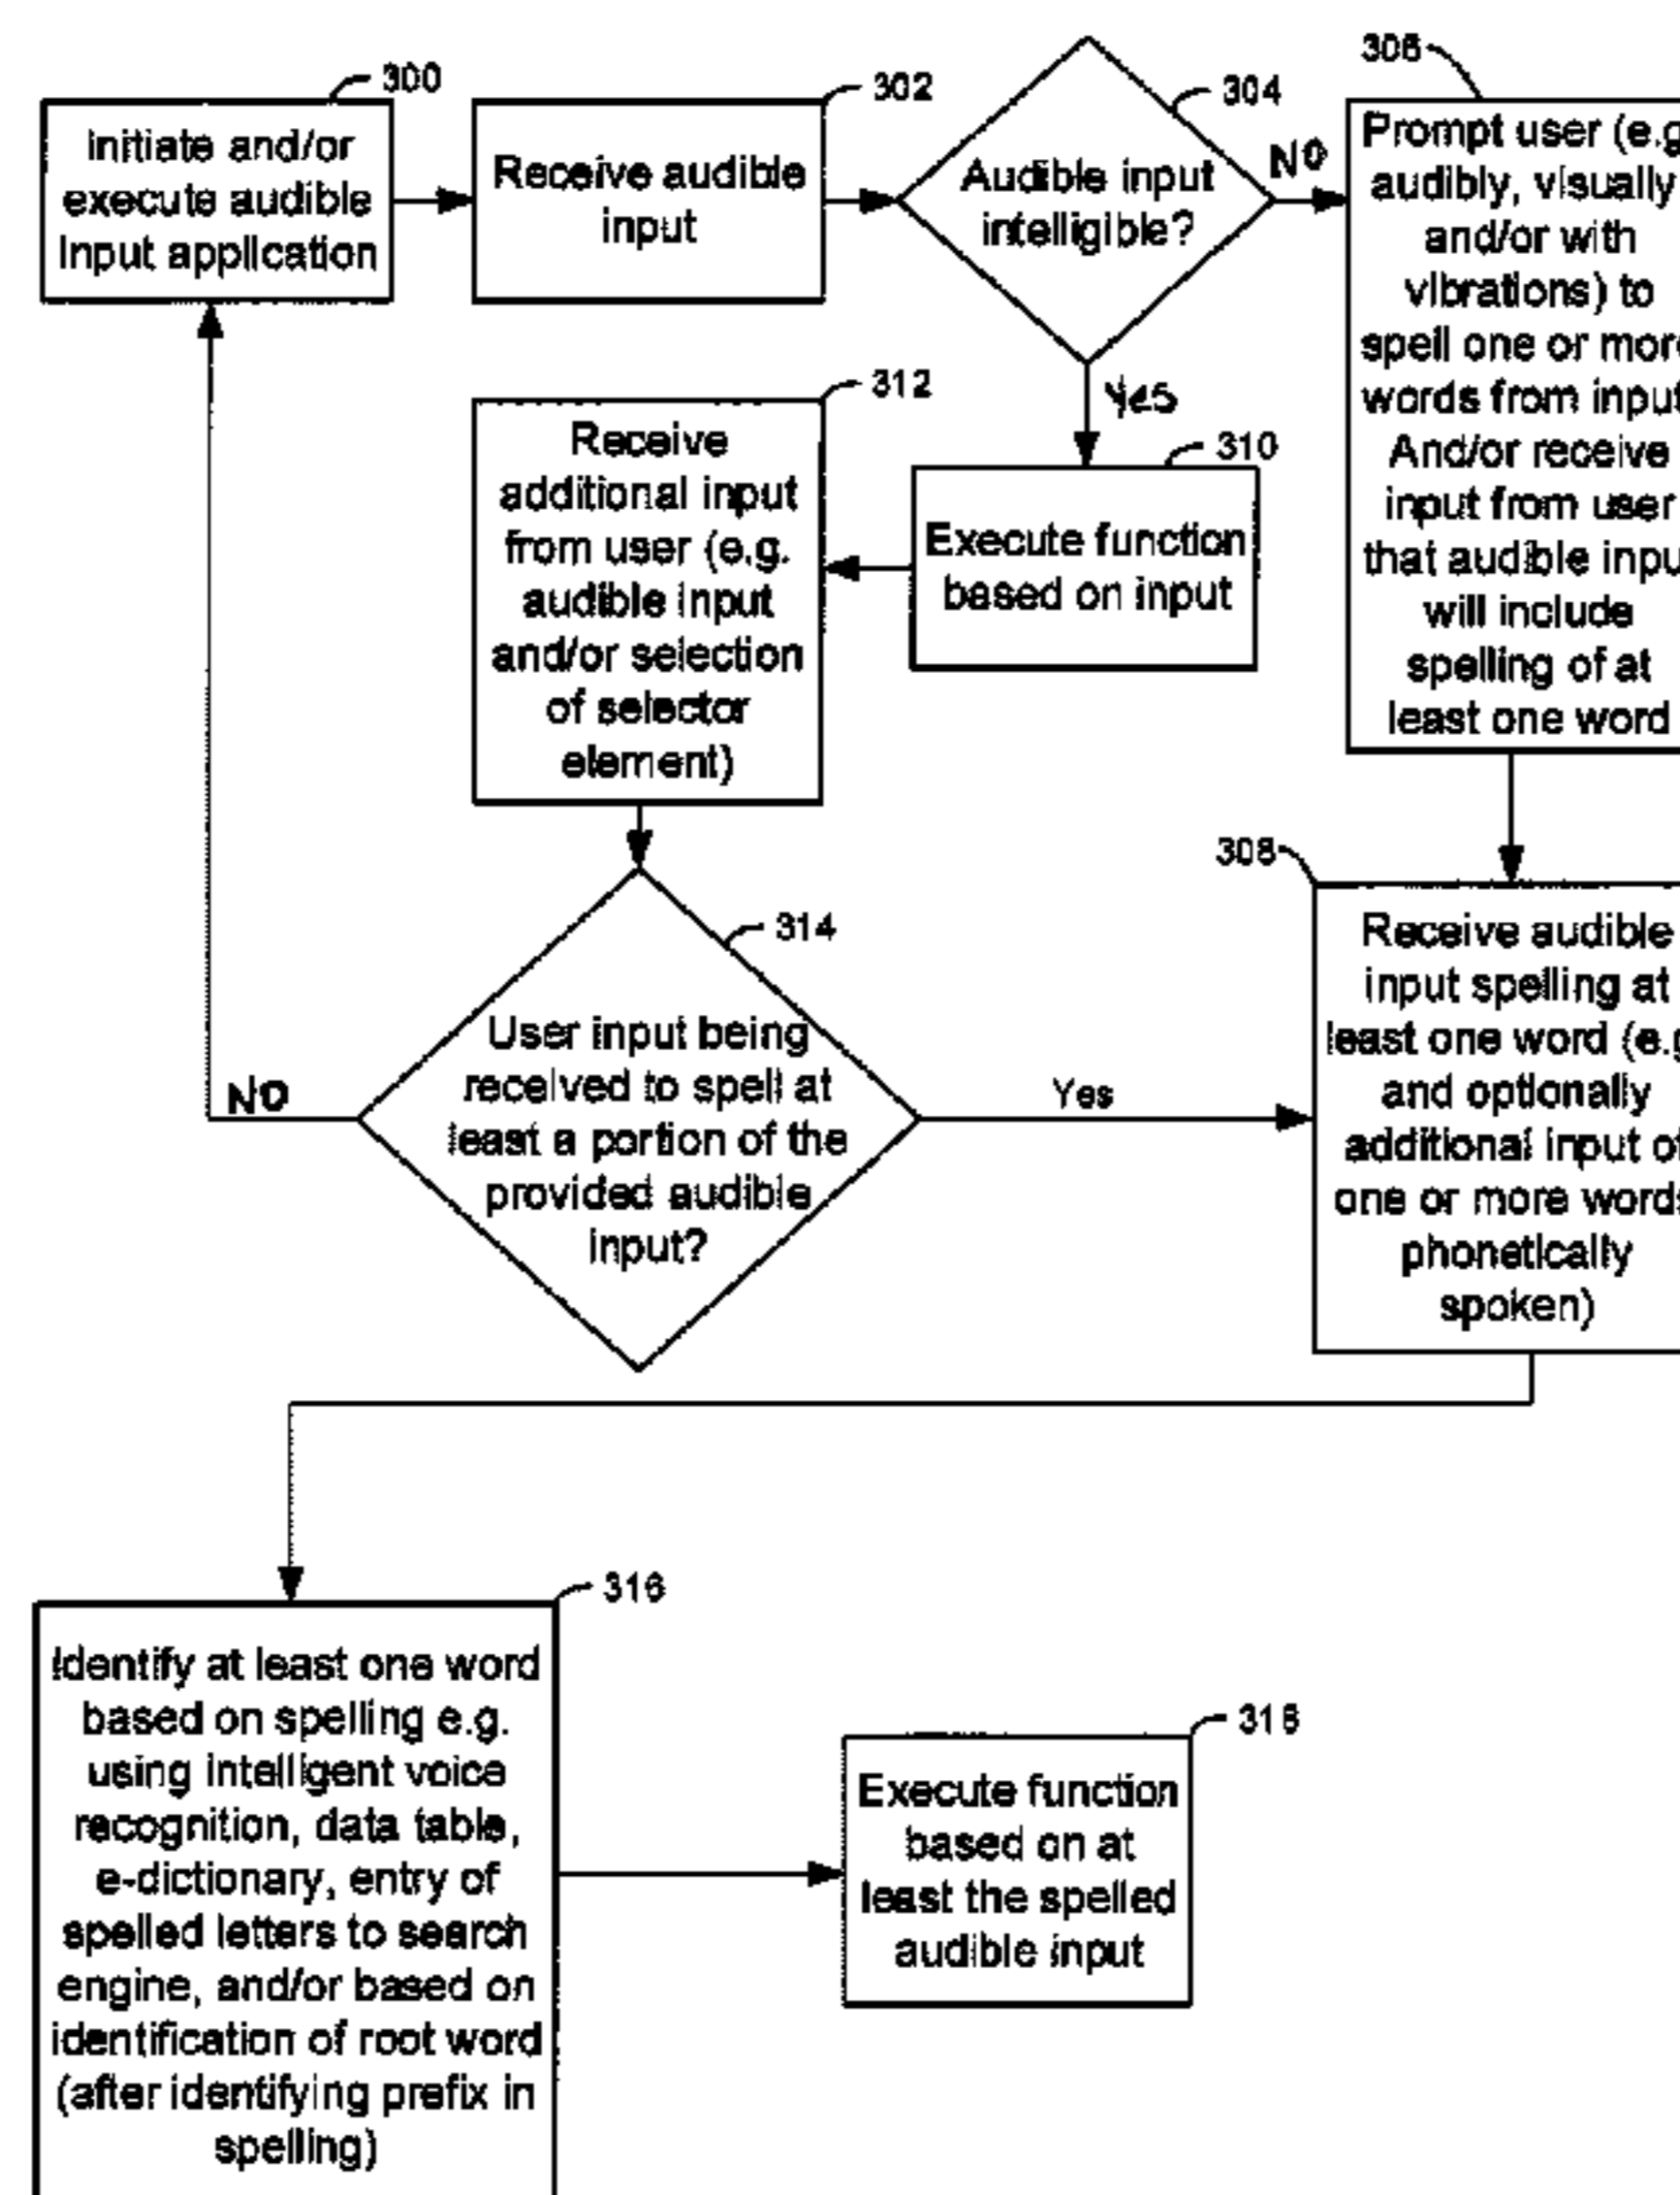 300
Initiate and/or
execute audible
input application
302
Receive audible
input
304
Audible input
intelligible?
NO
Yes
306
Prompt user (e.g
audibly, visually
and/or with
vibrations) to
spell one or more
words from input
And/or receive
input from user
that audible inpu
will include
spelling of at
least one word
312
Receive
additional input
from user (e.g.
audible input
and/or selection
of selector
element)
310
Execute function
based on input
308
Receive audible
input spelling at
least one word (e.g
and optionally
additional input of
one or more words
phonetically
spoken)
314
User input being
received to spell at
least a portion of the
provided audible
input?
NO
Yes
316
Identify at least one word
based on spelling e.g.
using intelligent voice
recognition, data table,
e-dictionary, entry of
spelled letters to search
engine, and/or based on
identification of root word
(after identifying prefix in
spelling)
318
Execute function
based on at
least the spelled
audible input